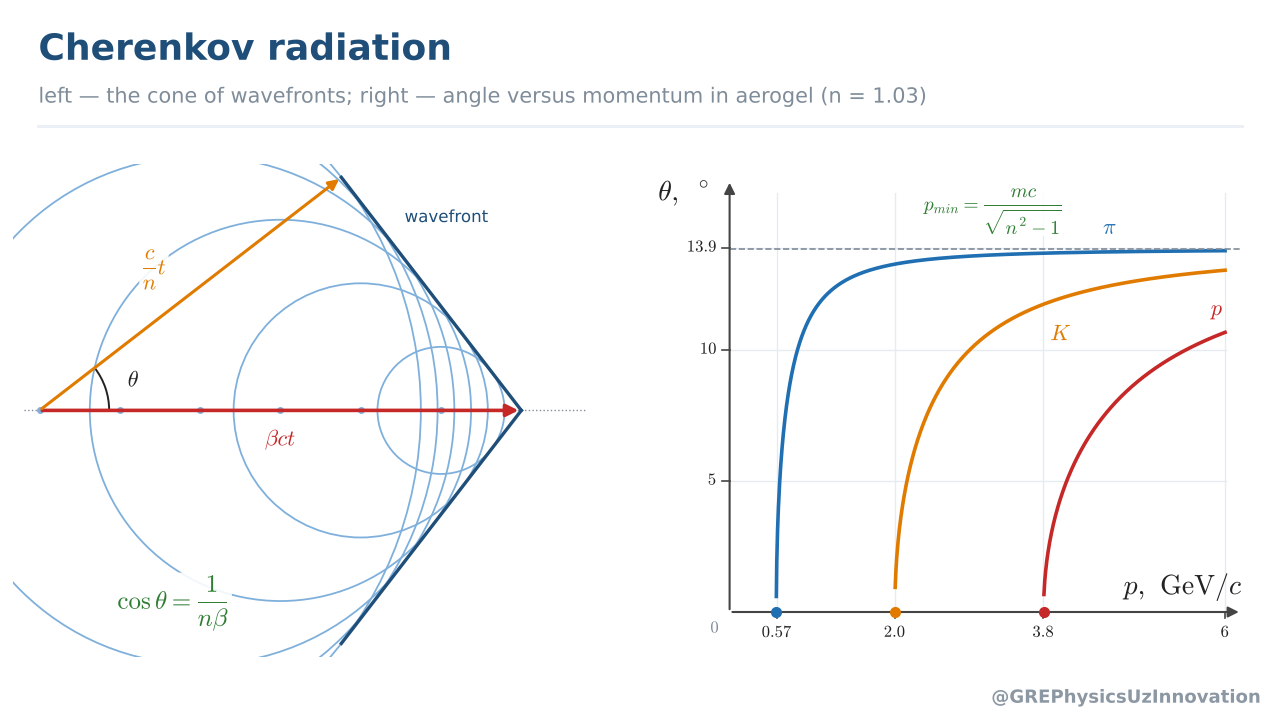 Cherenkov radiation
left — the cone of wavefronts; right — angle versus momentum in aerogel (n = 1.03)
wavefront
c/n t
θ
βct
cos θ = 1/(nβ)
θ, °
p_min = mc/√(n² − 1)
π
13.9
K
p
10
5
p, GeV/c
0
0.57
2.0
3.8
6
@GREPhysicsUzInnovation